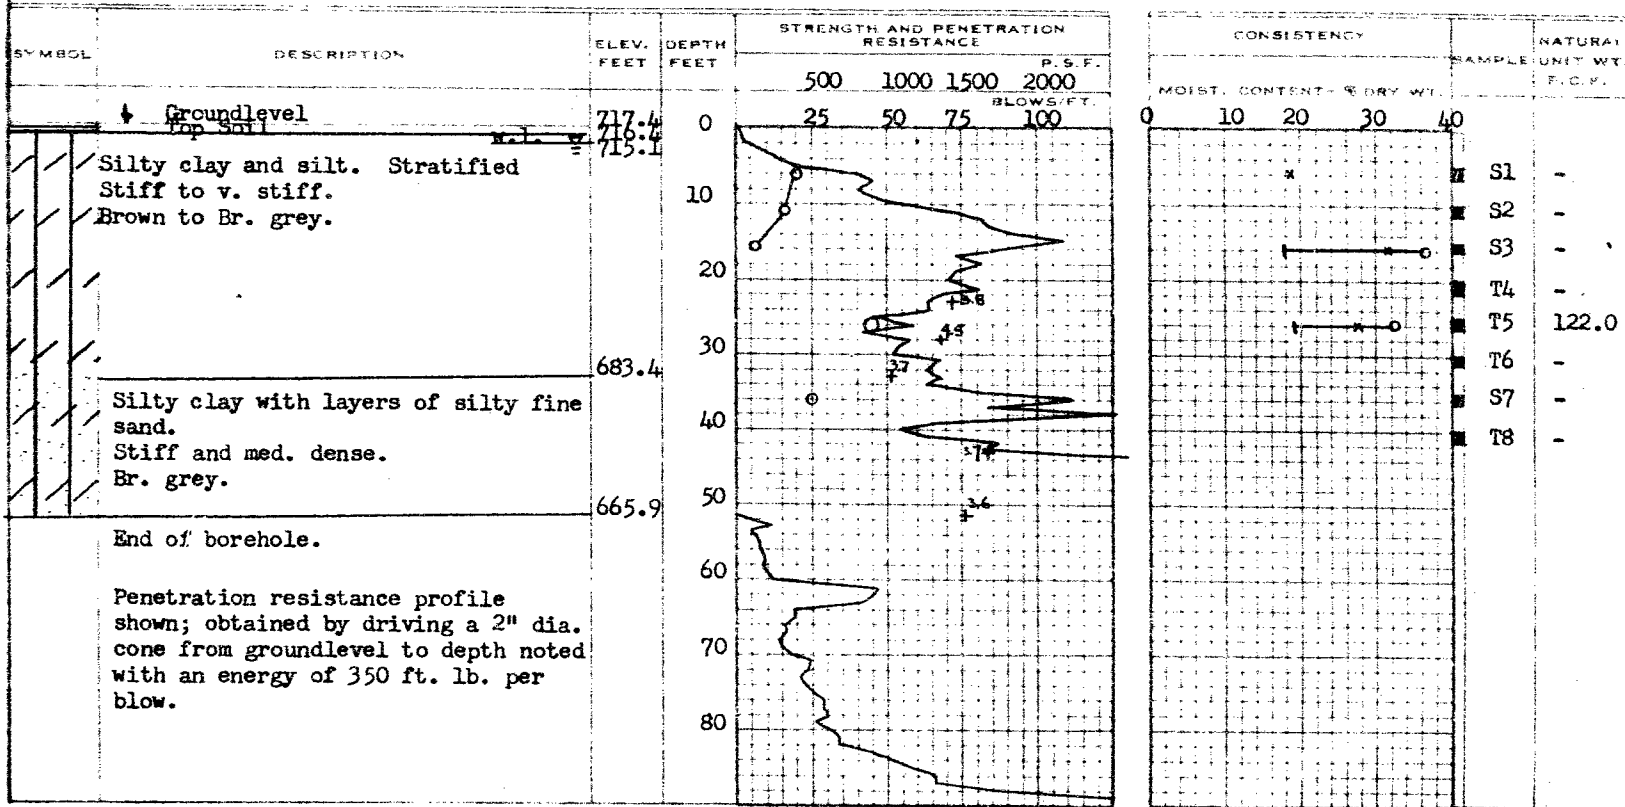 SYMBOL
DESCRIPTION
ELEV. FEET
DEPTH FEET
STRENGTH AND PENETRATION RESISTANCE
P.S.F.
500 1000 1500 2000
BLOWS/FT.
25 50 75 100
CONSISTENCY
MOIST. CONTENT - % DRY WT.
0 10 20 30 40
SAMPLE
NATURAL UNIT WT. P.C.F.
Groundlevel 717.4 0
Top Soil 716.4
W.L. 715.1
Silty clay and silt. Stratified
Stiff to v. stiff.
Brown to Br. grey.
683.4
Silty clay with layers of silty fine
sand.
Stiff and med. dense.
Br. grey.
665.9
End of borehole.
Penetration resistance profile
shown; obtained by driving a 2" dia.
cone from groundlevel to depth noted
with an energy of 350 ft. lb. per
blow.
10
20
30
40
50
60
70
80
4.5
3.7
3.6
S1 -
S2 -
S3 -
T4 -
T5 122.0
T6 -
S7 -
T8 -